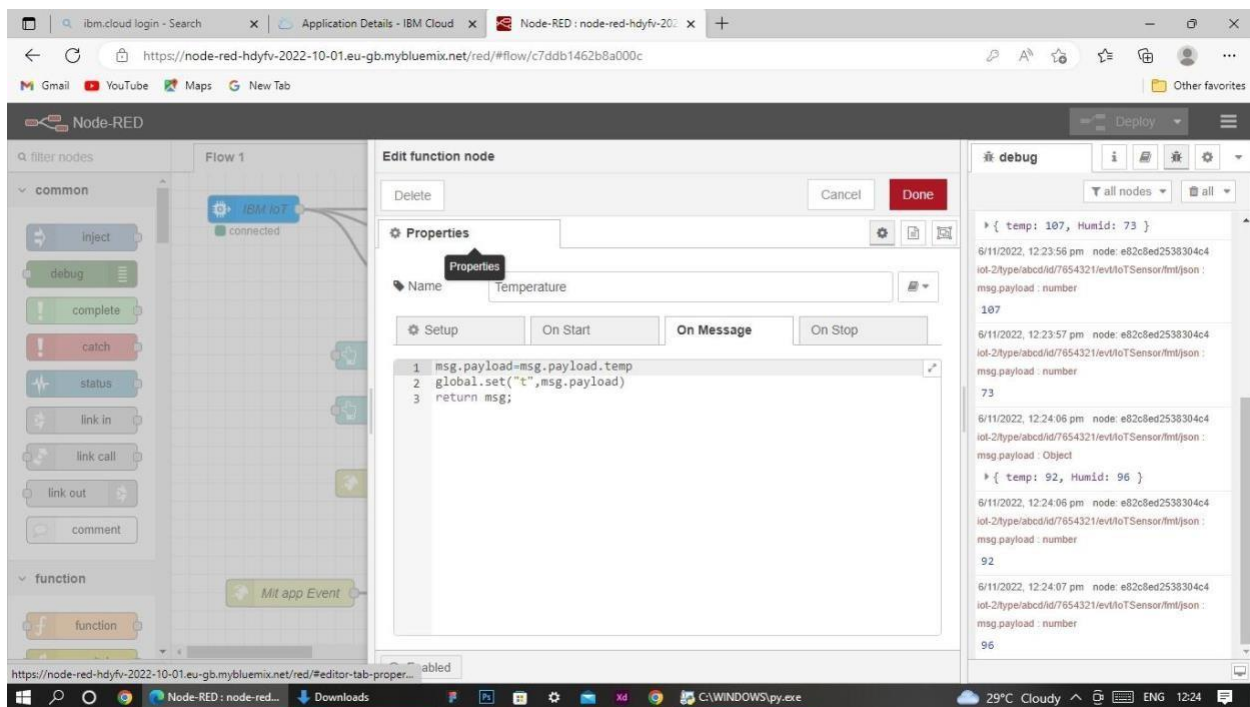 ibm.cloud login - Search
Application Details - IBM Cloud
Node-RED : node-red-hdyfv-202
https://node-red-hdyfv-2022-10-01.eu-gb.mybluemix.net/red/#flow/c7ddb1462b8a000c
Gmail YouTube Maps New Tab Other favorites
Node-RED
Deploy
filter nodes
common
inject
debug
complete
catch
status
link in
link call
link out
comment
function
function
Flow 1
IBM IoT
connected
Mit app Event
Edit function node
Delete Cancel Done
Properties
Properties
Name Temperature
Setup On Start On Message On Stop
1 msg.payload=msg.payload.temp
2 global.set("t",msg.payload)
3 return msg;
debug
all nodes all
{ temp: 107, Humid: 73 }
6/11/2022, 12:23:56 pm node: e82c8ed2538304c4
iot-2/type/abcd/id/7654321/evt/IoTSensor/fmt/json :
msg.payload : number
107
6/11/2022, 12:23:57 pm node: e82c8ed2538304c4
iot-2/type/abcd/id/7654321/evt/IoTSensor/fmt/json :
msg.payload : number
73
6/11/2022, 12:24:06 pm node: e82c8ed2538304c4
iot-2/type/abcd/id/7654321/evt/IoTSensor/fmt/json :
msg.payload : Object
{ temp: 92, Humid: 96 }
6/11/2022, 12:24:06 pm node: e82c8ed2538304c4
iot-2/type/abcd/id/7654321/evt/IoTSensor/fmt/json :
msg.payload : number
92
6/11/2022, 12:24:07 pm node: e82c8ed2538304c4
iot-2/type/abcd/id/7654321/evt/IoTSensor/fmt/json :
msg.payload : number
96
https://node-red-hdyfv-2022-10-01.eu-gb.mybluemix.net/red/#editor-tab-proper...
Node-RED : node-red... Downloads Ps Xd C:\WINDOWS\py.exe 29°C Cloudy ENG 12:24